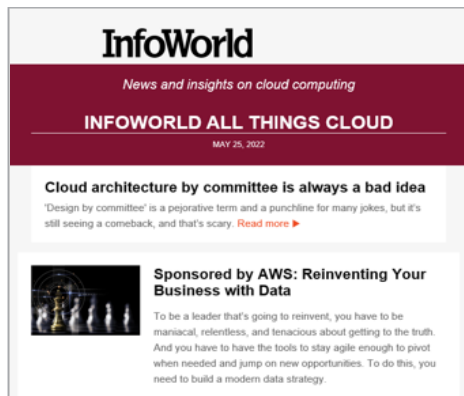 InfoWorld
News and insights on cloud computing
INFOWORLD ALL THINGS CLOUD
MAY 25, 2022
Cloud architecture by committee is always a bad idea
'Design by committee' is a pejorative term and a punchline for many jokes, but it's
still seeing a comeback, and that's scary. Read more ▶
Sponsored by AWS: Reinventing Your
Business with Data
To be a leader that's going to reinvent, you have to be
maniacal, relentless, and tenacious about getting to the truth.
And you have to have the tools to stay agile enough to pivot
when needed and jump on new opportunities. To do this, you
need to build a modern data strategy.